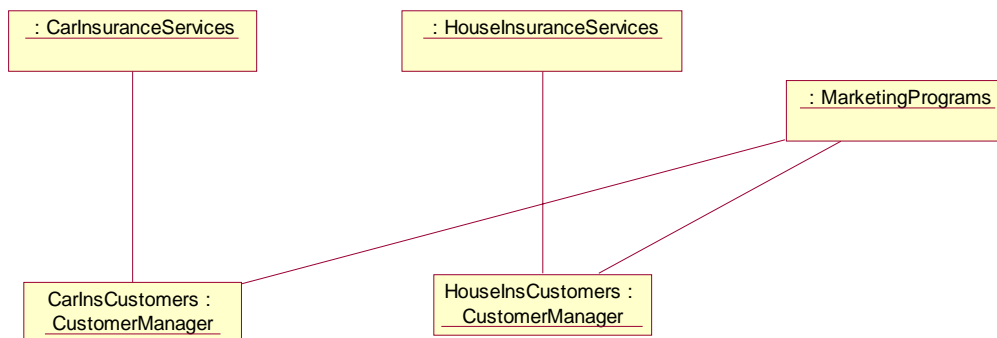 : CarInsuranceServices
: HouseInsuranceServices
: MarketingPrograms
CarInsCustomers :
CustomerManager
HouseInsCustomers :
CustomerManager